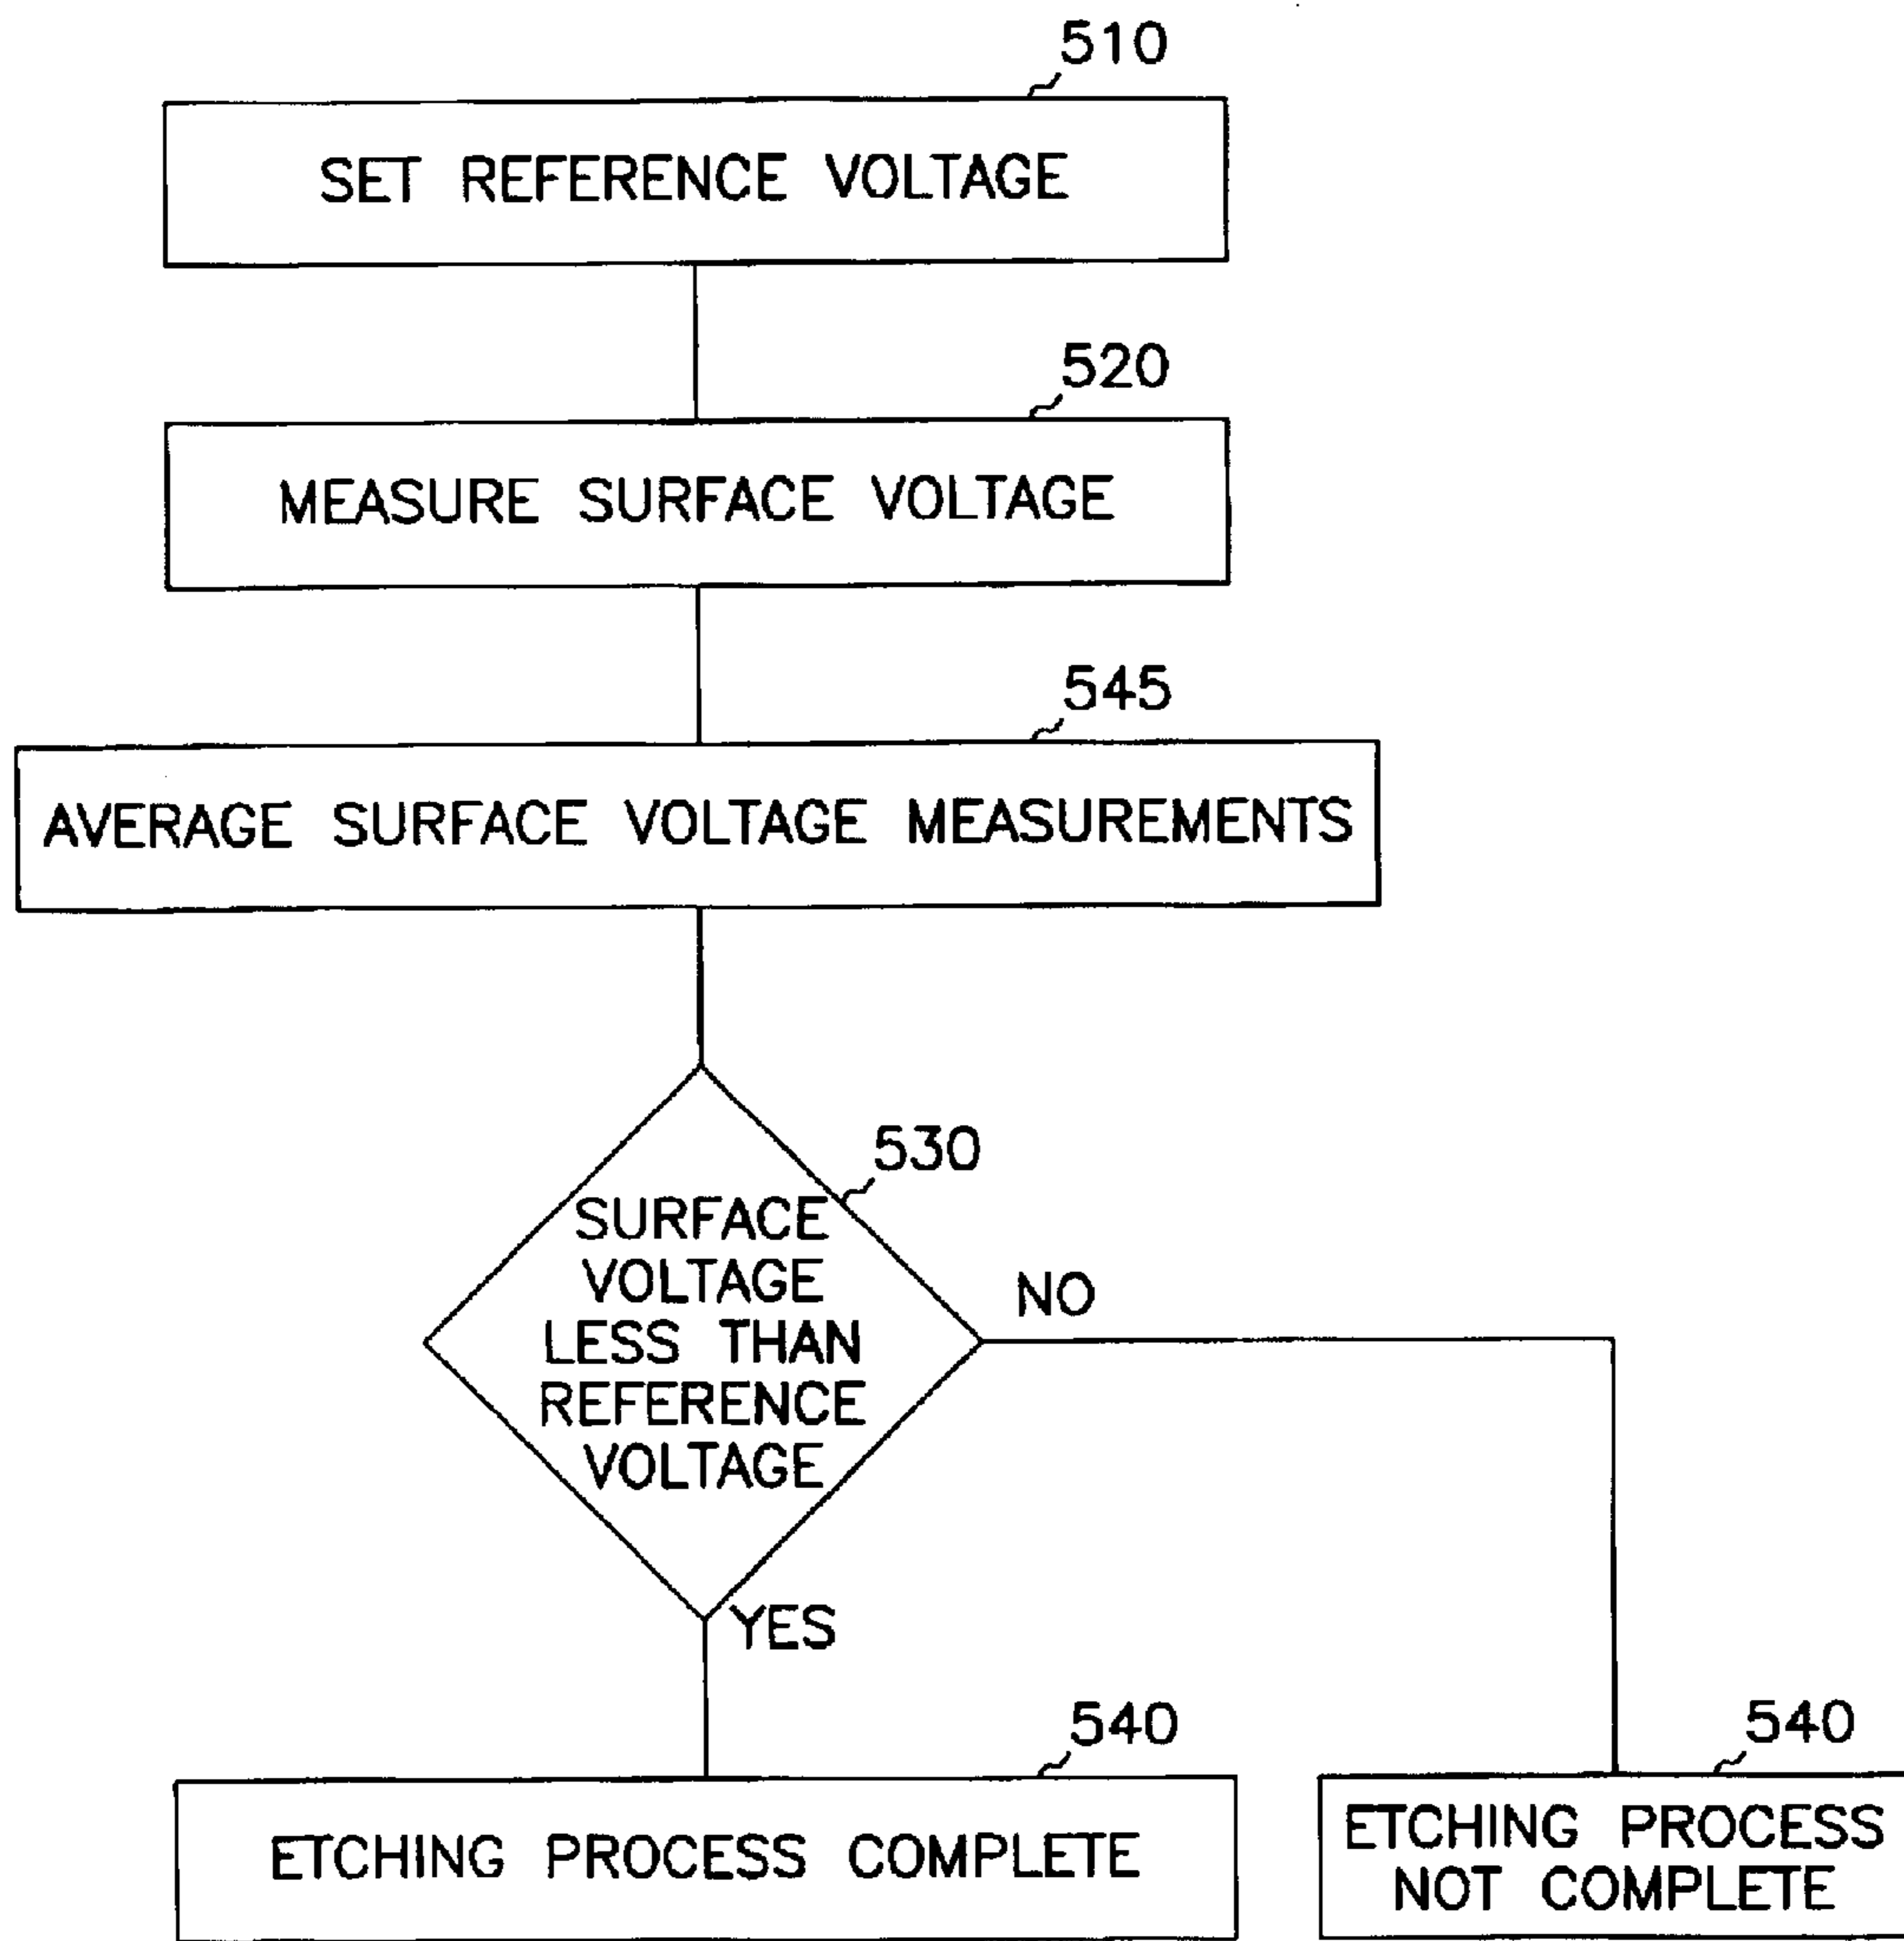 510
SET REFERENCE VOLTAGE
520
MEASURE SURFACE VOLTAGE
545
AVERAGE SURFACE VOLTAGE MEASUREMENTS
530
SURFACE
VOLTAGE
LESS THAN
REFERENCE
VOLTAGE
NO
YES
540
ETCHING PROCESS COMPLETE
540
ETCHING PROCESS
NOT COMPLETE